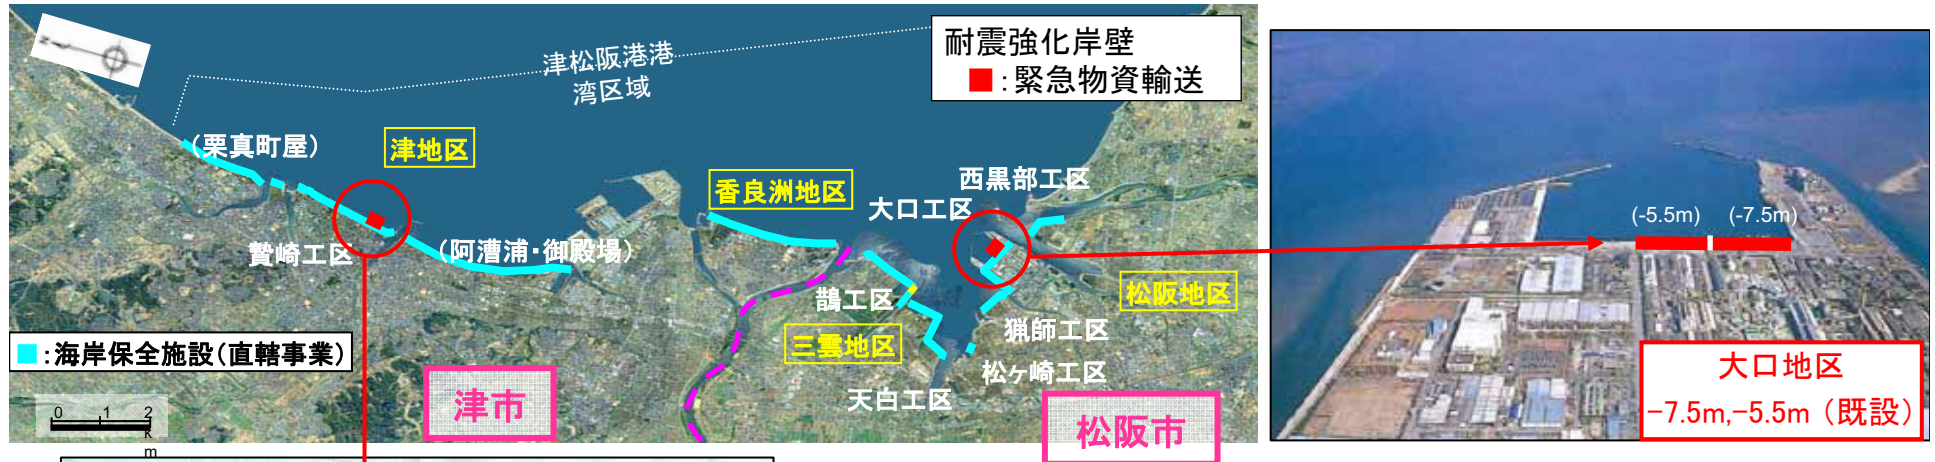 津松阪港港
湾区域
耐震強化岸壁
■:緊急物資輸送
(栗真町屋)
津地区
香良洲地区
西黒部工区
大口工区
贄崎工区
(阿漕浦・御殿場)
鵲工区
松阪地区
三雲地区
猟師工区
松ヶ崎工区
天白工区
■:海岸保全施設(直轄事業)
津市
松阪市
0 1 2
k
m
(-5.5m) (-7.5m)
大口地区
-7.5m,-5.5m(既設)